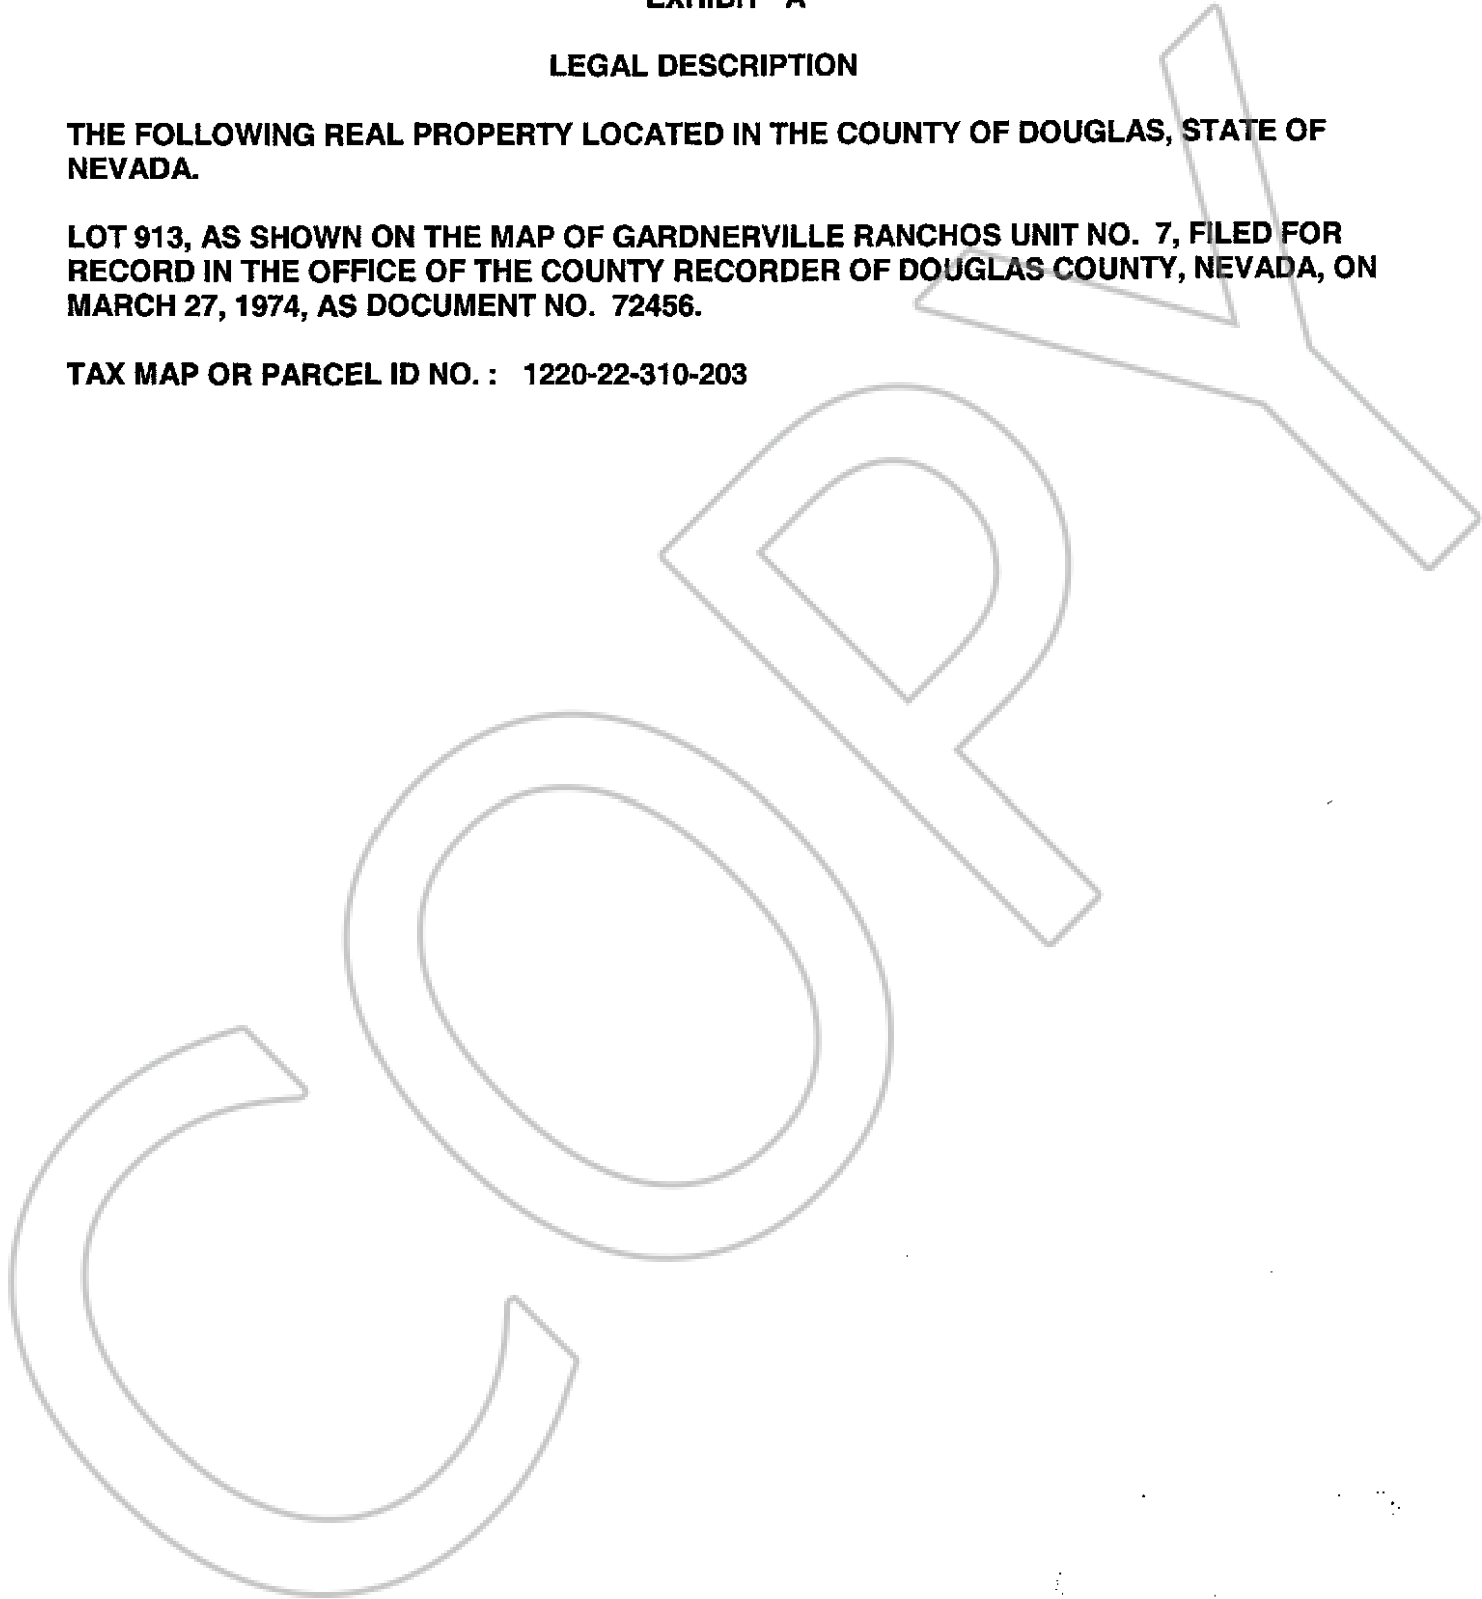 EXHIBIT A
LEGAL DESCRIPTION
THE FOLLOWING REAL PROPERTY LOCATED IN THE COUNTY OF DOUGLAS, STATE OF
NEVADA.
LOT 913, AS SHOWN ON THE MAP OF GARDNERVILLE RANCHOS UNIT NO. 7, FILED FOR
RECORD IN THE OFFICE OF THE COUNTY RECORDER OF DOUGLAS COUNTY, NEVADA, ON
MARCH 27, 1974, AS DOCUMENT NO. 72456.
TAX MAP OR PARCEL ID NO. : 1220-22-310-203
COPY